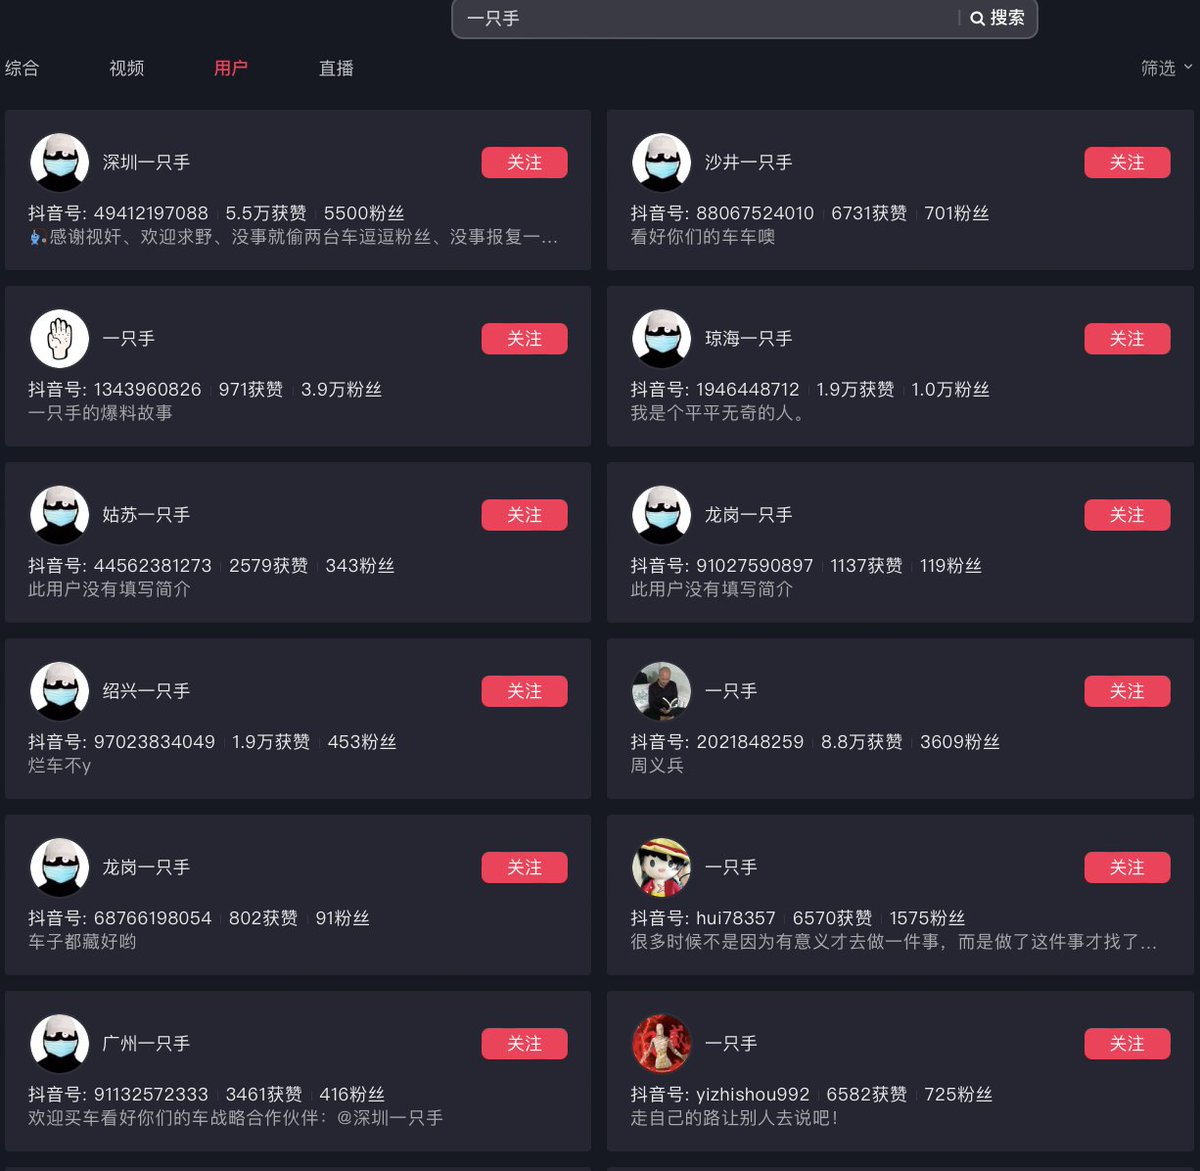 一只手
搜索
综合
视频
用户
直播
筛选
深圳一只手
关注
抖音号: 49412197088 5.5万获赞 5500粉丝
感谢视奸、欢迎求野、没事就偷两台车逗逗粉丝、没事报复一...
沙井一只手
关注
抖音号: 88067524010 6731获赞 701粉丝
看好你们的车车噢
一只手
关注
抖音号: 1343960826 971获赞 3.9万粉丝
一只手的爆料故事
琼海一只手
关注
抖音号: 1946448712 1.9万获赞 1.0万粉丝
我是个平平无奇的人。
姑苏一只手
关注
抖音号: 44562381273 2579获赞 343粉丝
此用户没有填写简介
龙岗一只手
关注
抖音号: 91027590897 1137获赞 119粉丝
此用户没有填写简介
绍兴一只手
关注
抖音号: 97023834049 1.9万获赞 453粉丝
烂车不y
一只手
关注
抖音号: 2021848259 8.8万获赞 3609粉丝
周义兵
龙岗一只手
关注
抖音号: 68766198054 802获赞 91粉丝
车子都藏好哟
一只手
关注
抖音号: hui78357 6570获赞 1575粉丝
很多时候不是因为有意义才去做一件事，而是做了这件事才找了...
广州一只手
关注
抖音号: 91132572333 3461获赞 416粉丝
欢迎买车看好你们的车战略合作伙伴：@深圳一只手
一只手
关注
抖音号: yizhishou992 6582获赞 725粉丝
走自己的路让别人去说吧！